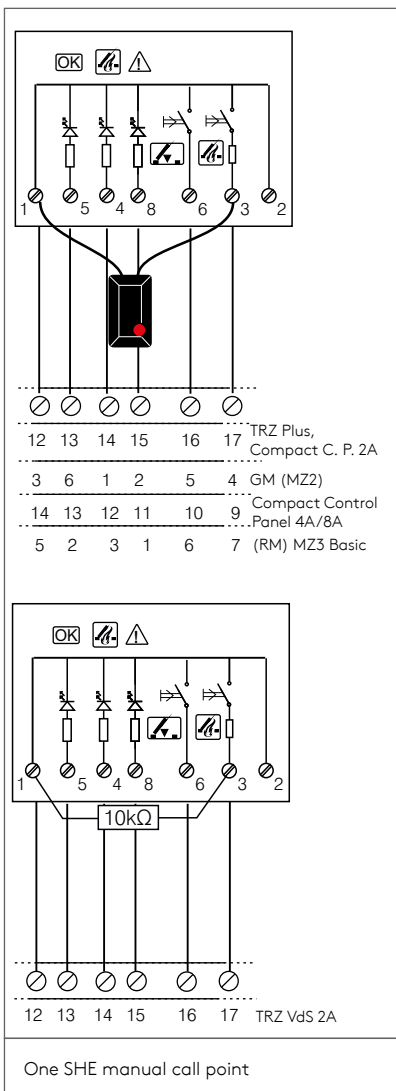 OK
1 5 4 8 6 3 2
12 13 14 15 16 17 TRZ Plus, Compact C. P. 2A
3 6 1 2 5 4 GM (MZ2)
14 13 12 11 10 9 Compact Control Panel 4A/8A
5 2 3 1 6 7 (RM) MZ3 Basic
OK
1 5 4 8 6 3 2
10kΩ
12 13 14 15 16 17 TRZ VdS 2A
One SHE manual call point